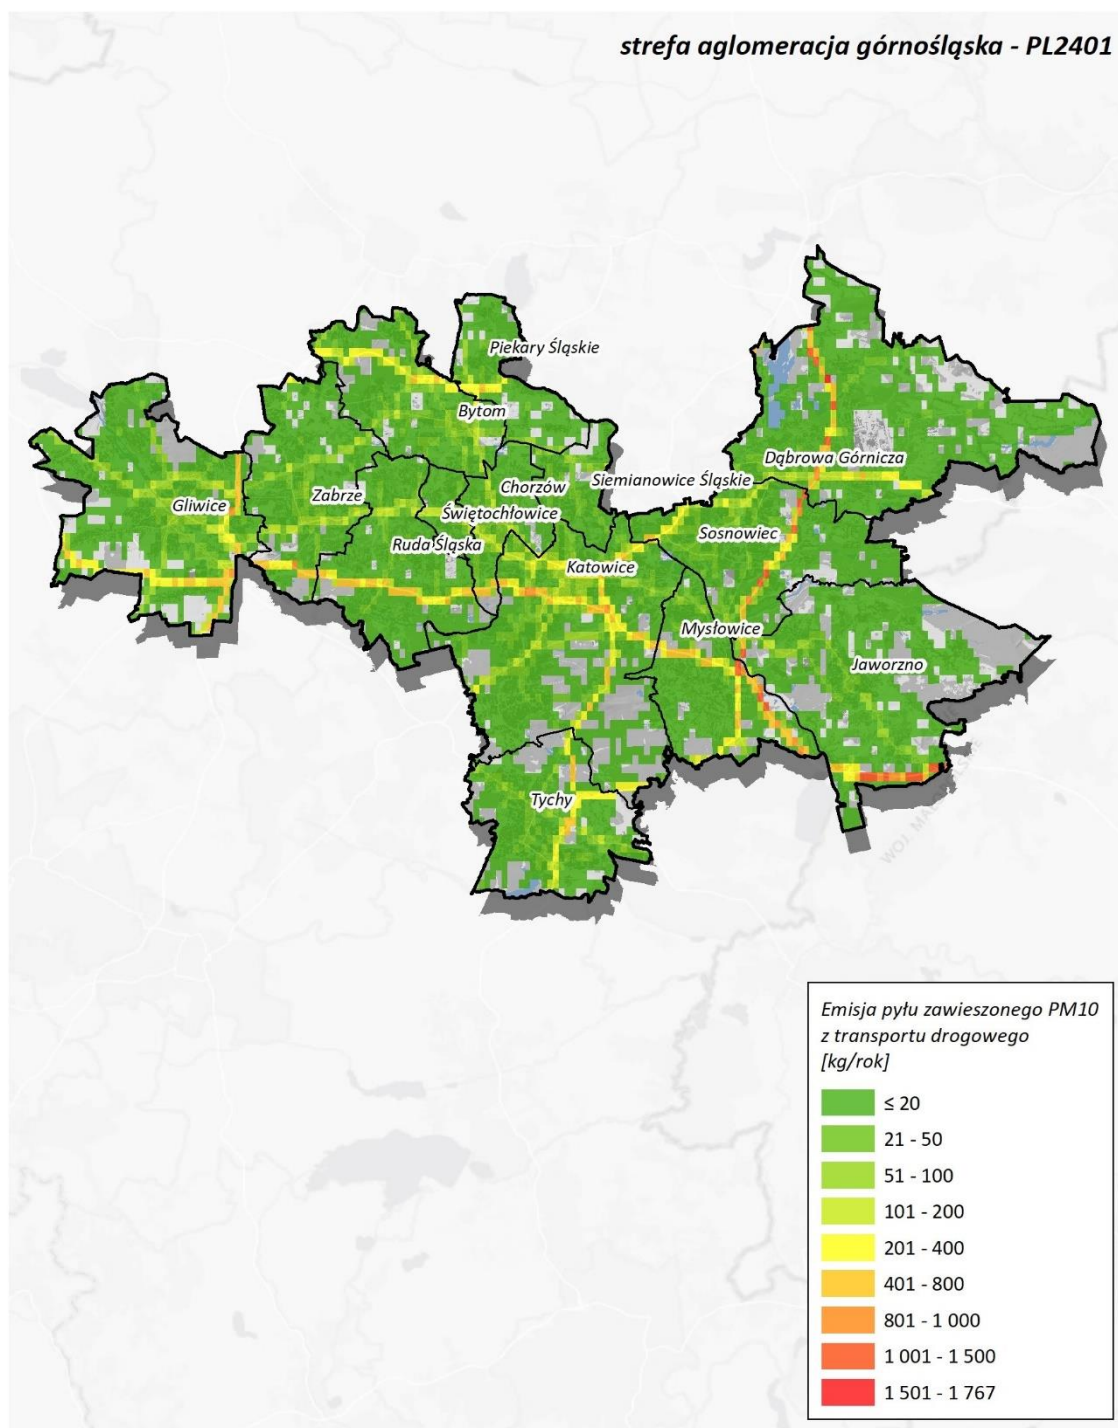 strefa aglomeracja górnośląska - PL2401
Piekary Śląskie
Bytom
Dąbrowa Górnicza
Siemianowice Śląskie
Chorzów
Zabrze
Gliwice
Świętochłowice
Sosnowiec
Ruda Śląska
Katowice
Mysłowice
Jaworzno
Tychy
Emisja pyłu zawieszonego PM10
z transportu drogowego
[kg/rok]
≤ 20
21 - 50
51 - 100
101 - 200
201 - 400
401 - 800
801 - 1 000
1 001 - 1 500
1 501 - 1 767